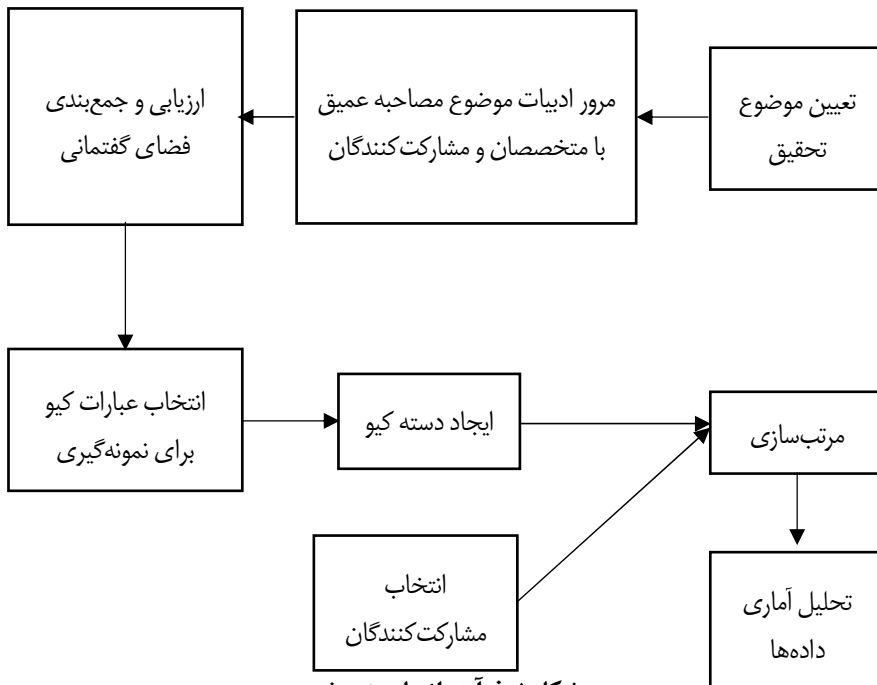 تعیین موضوع
تحقیق
مرور ادبیات موضوع مصاحبه عمیق
با متخصصان و مشارکت‌کنندگان
ارزیابی و جمع‌بندی
فضای گفتمانی
انتخاب عبارات کیو
برای نمونه‌گیری
ایجاد دسته کیو
مرتب‌سازی
انتخاب
مشارکت‌کنندگان
تحلیل آماری
داده‌ها